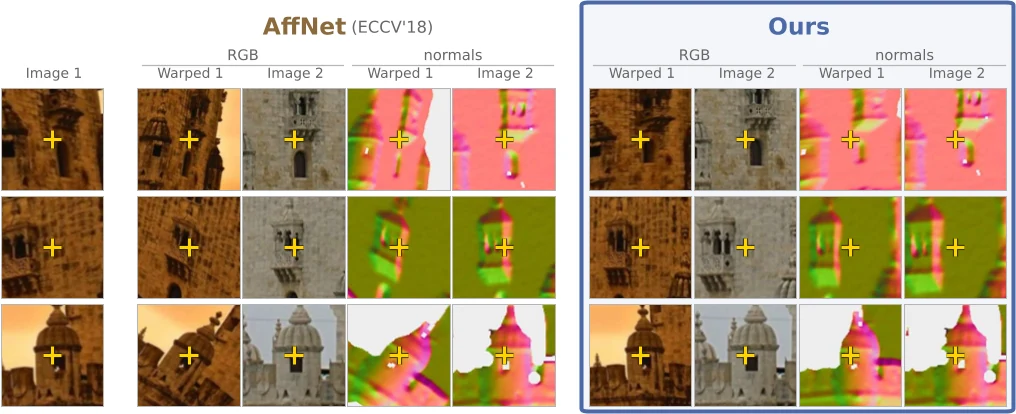 AffNet (ECCV'18)
Ours
RGB
normals
RGB
normals
Image 1
Warped 1
Image 2
Warped 1
Image 2
Warped 1
Image 2
Warped 1
Image 2